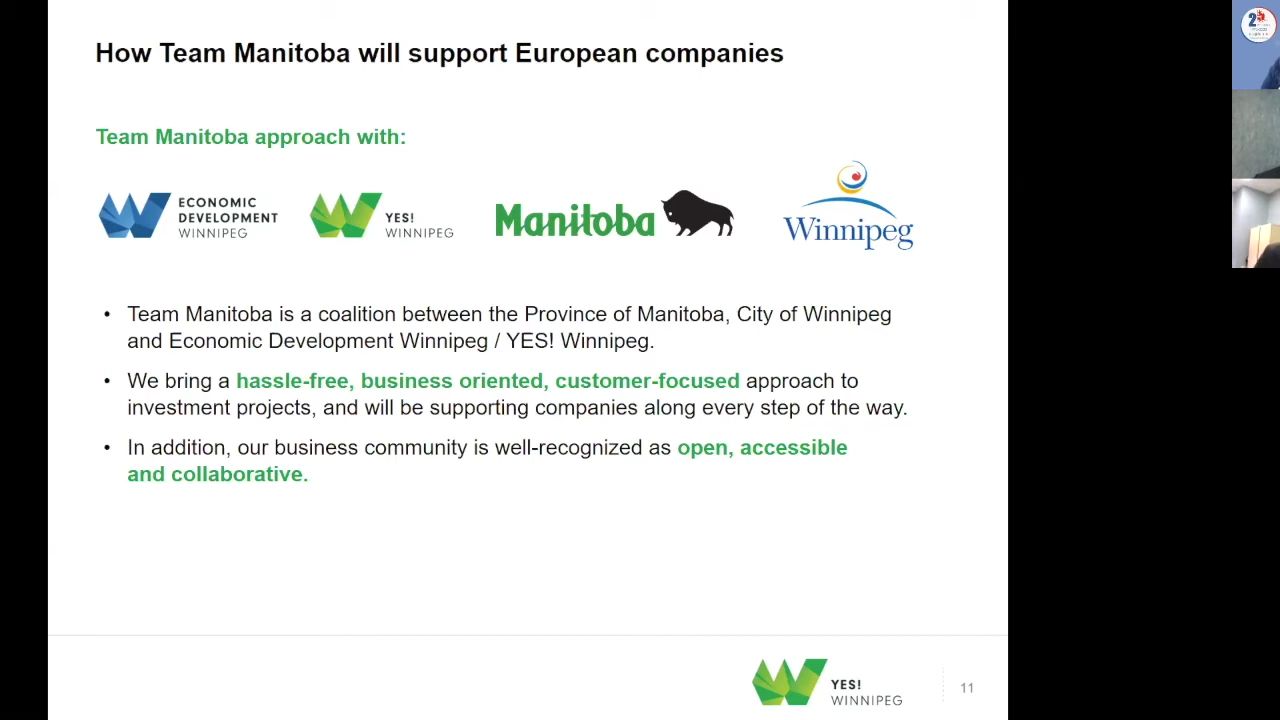 How Team Manitoba will support European companies
Team Manitoba approach with:
ECONOMIC
DEVELOPMENT
WINNIPEG
YES!
WINNIPEG
Manitoba
Winnipeg
• Team Manitoba is a coalition between the Province of Manitoba, City of Winnipeg
and Economic Development Winnipeg / YES! Winnipeg.
• We bring a hassle-free, business oriented, customer-focused approach to
investment projects, and will be supporting companies along every step of the way.
• In addition, our business community is well-recognized as open, accessible
and collaborative.
YES!
WINNIPEG
11